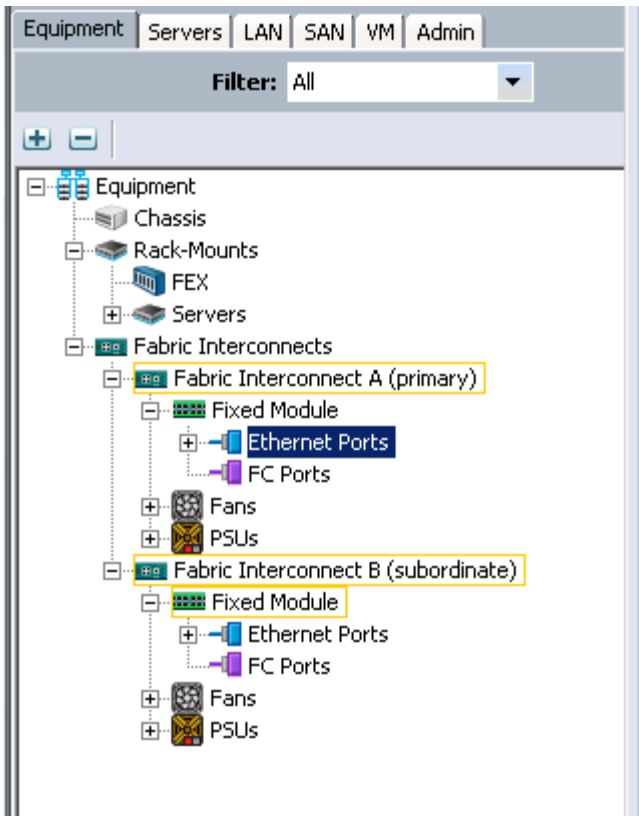 Equipment Servers LAN SAN VM Admin
Filter: All
Equipment
Chassis
Rack-Mounts
FEX
Servers
Fabric Interconnects
Fabric Interconnect A (primary)
Fixed Module
Ethernet Ports
FC Ports
Fans
PSUs
Fabric Interconnect B (subordinate)
Fixed Module
Ethernet Ports
FC Ports
Fans
PSUs